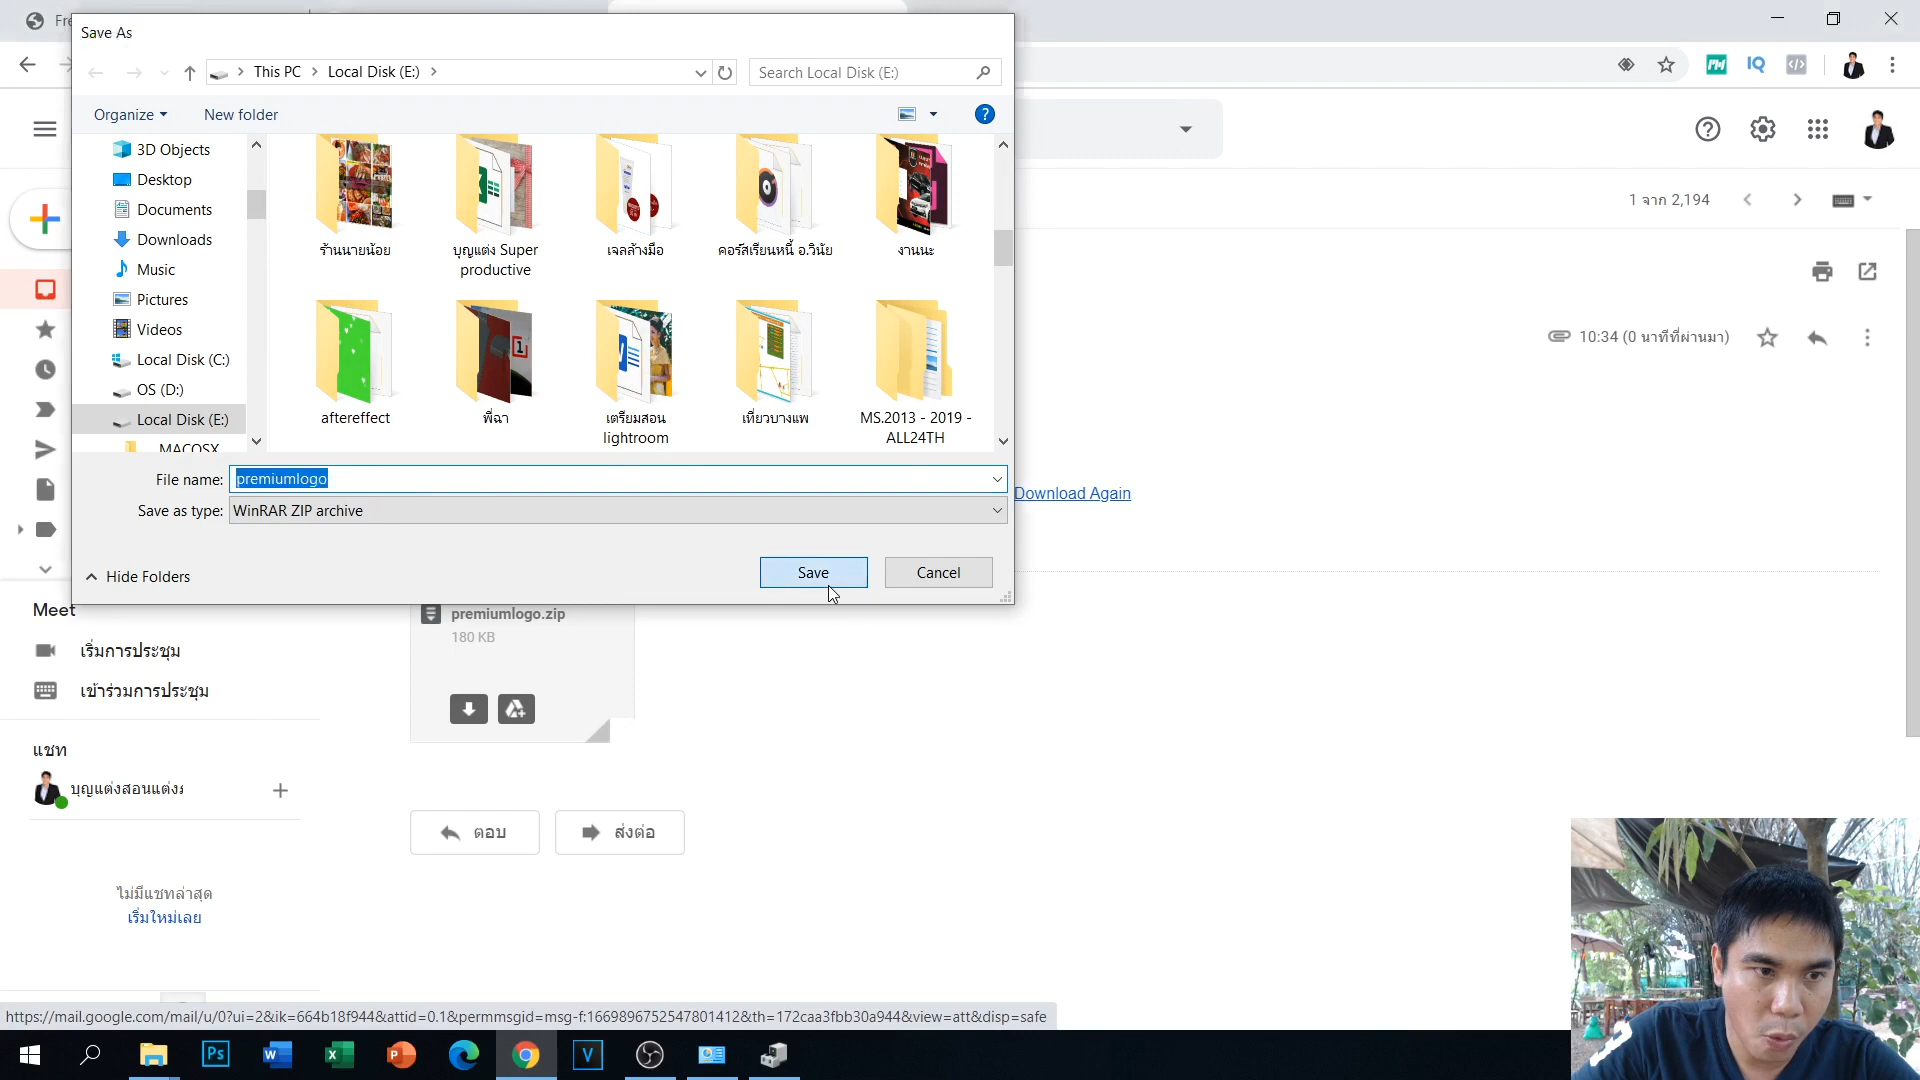 Save As
This PC
Local Disk (E:)
Search Local Disk (E:)
Organize
New folder
3D Objects
Desktop
Documents
Downloads
Music
Pictures
Videos
Local Disk (C:)
OS (D:)
Local Disk (E:)
MACOSX
ร้านนายน้อย
บุญแต่ง Super
productive
เจลล้างมือ
คอร์สเรียนหนี้ อ.วินัย
งานนะ
aftereffect
พี่ฉา
เตรียมสอน
lightroom
เที่ยวบางแพ
MS.2013 - 2019 -
ALL24TH
File name: premiumlogo
Save as type: WinRAR ZIP archive
Hide Folders
Save
Cancel
IQ
1 จาก 2,194
10:34 (0 นาทีที่ผ่านมา)
Download Again
premiumlogo.zip
180 KB
ตอบ
ส่งต่อ
Meet
เริ่มการประชุม
เข้าร่วมการประชุม
แชท
ไม่มีแชทล่าสุด
เริ่มใหม่เลย
https://mail.google.com/mail/u/0?ui=2&ik=664b18f944&attid=0.1&permmsgid=msg-f:1669896752547801412&th=172caa3fbb30a944&view=att&disp=safe
Ps
V